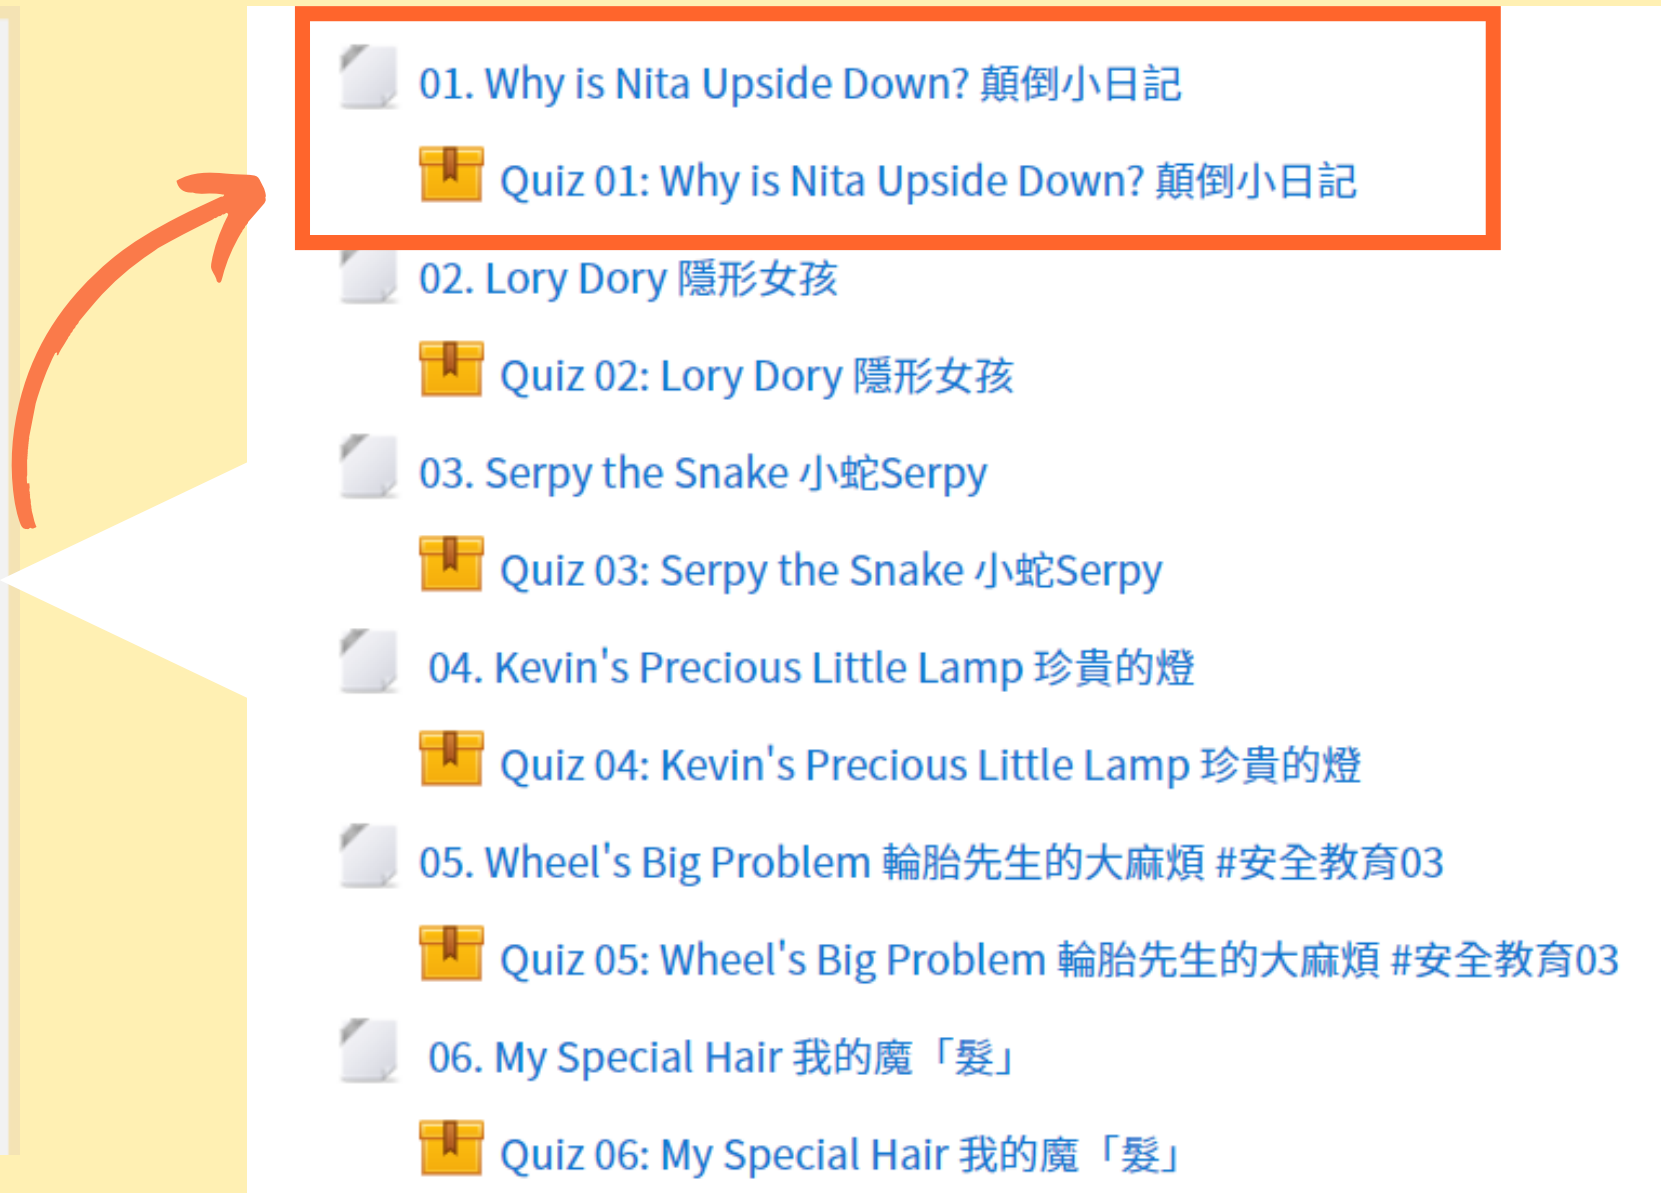 01. Why is Nita Upside Down? 顛倒小日記
Quiz 01: Why is Nita Upside Down? 顛倒小日記
02. Lory Dory 隱形女孩
Quiz 02: Lory Dory 隱形女孩
03. Serpy the Snake 小蛇Serpy
Quiz 03: Serpy the Snake 小蛇Serpy
04. Kevin's Precious Little Lamp 珍貴的燈
Quiz 04: Kevin's Precious Little Lamp 珍貴的燈
05. Wheel's Big Problem 輪胎先生的大麻煩 #安全教育03
Quiz 05: Wheel's Big Problem 輪胎先生的大麻煩 #安全教育03
06. My Special Hair 我的魔「髮」
Quiz 06: My Special Hair 我的魔「髮」